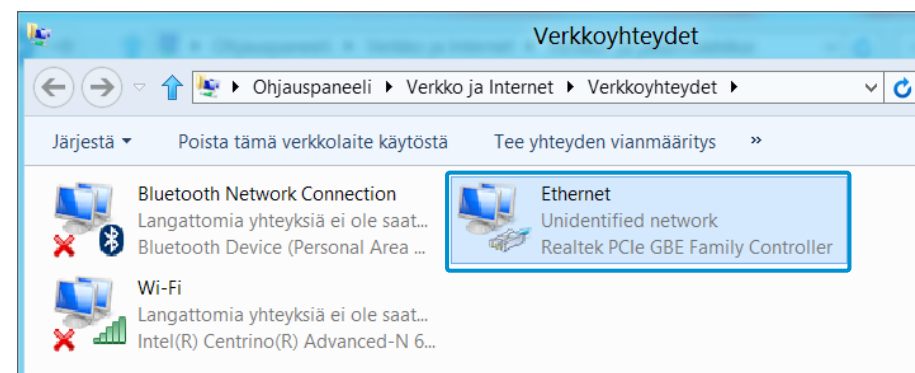 Verkkoyhteydet
Ohjauspaneeli Verkko ja Internet Verkkoyhteydet
Järjestä Poista tämä verkkolaite käytöstä Tee yhteyden vianmääritys »
Bluetooth Network Connection
Langattomia yhteyksiä ei ole saat...
Bluetooth Device (Personal Area ...
Ethernet
Unidentified network
Realtek PCIe GBE Family Controller
Wi-Fi
Langattomia yhteyksiä ei ole saat...
Intel(R) Centrino(R) Advanced-N 6...